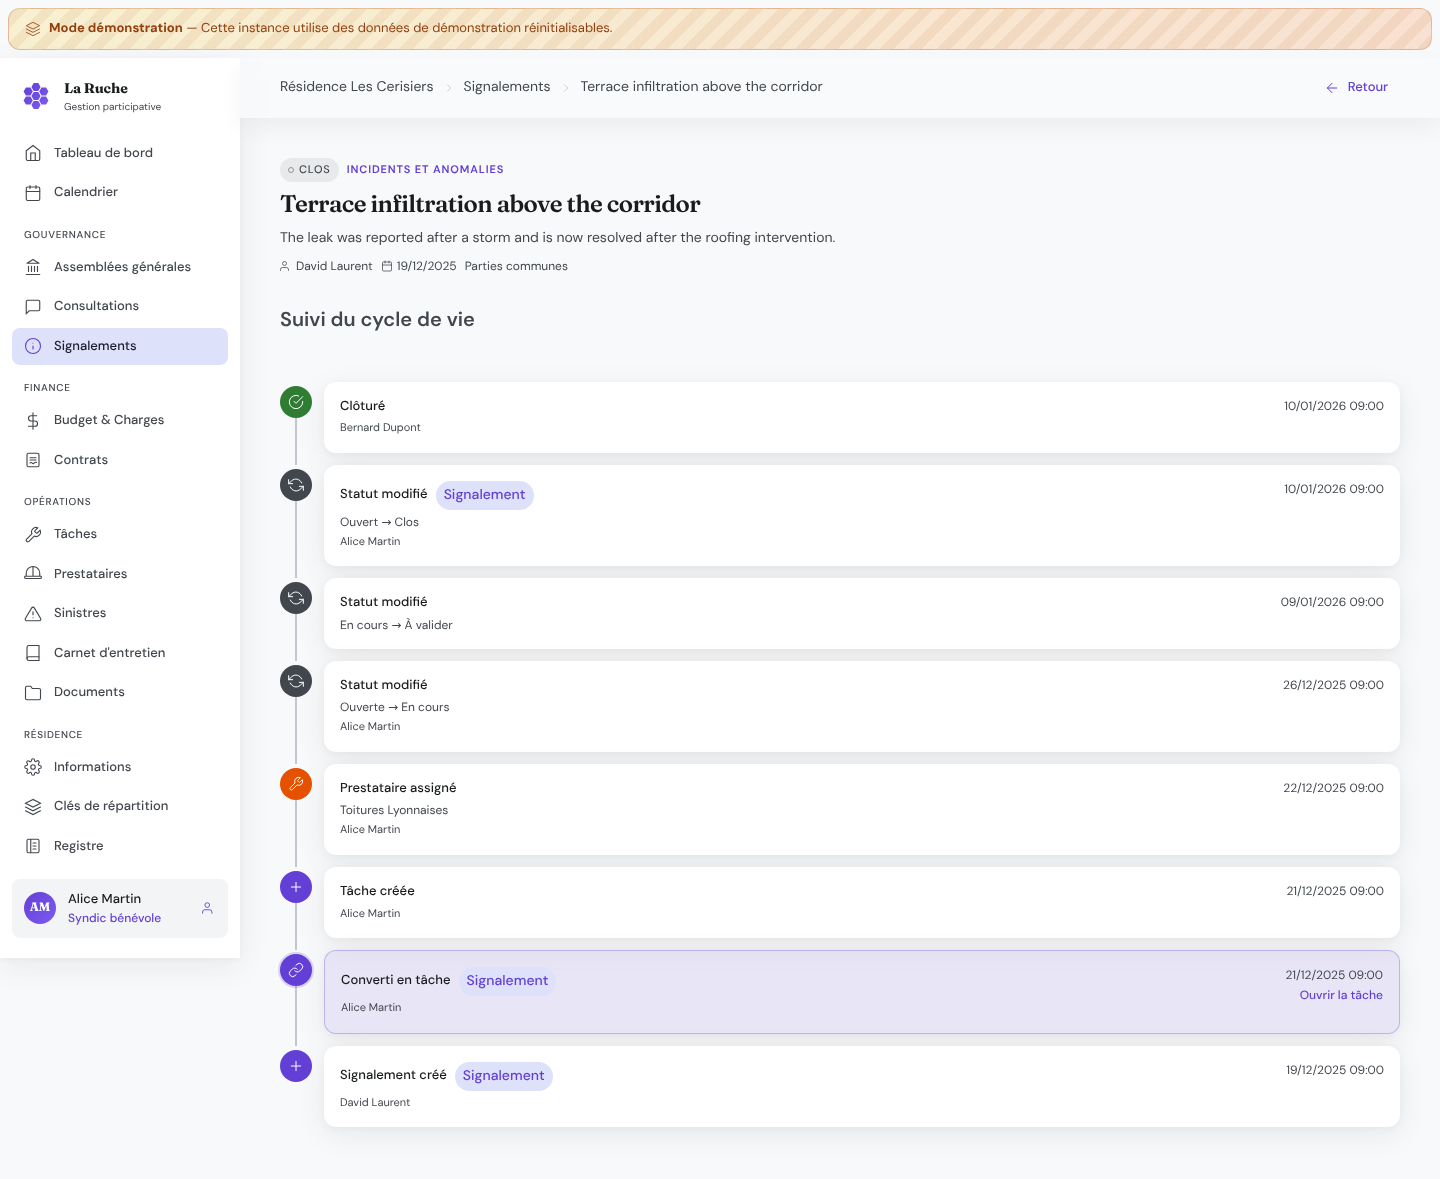 Mode démonstration — Cette instance utilise des données de démonstration réinitialisables.
La Ruche
Gestion participative
Tableau de bord
Calendrier
GOUVERNANCE
Assemblées générales
Consultations
Signalements
FINANCE
Budget & Charges
Contrats
OPÉRATIONS
Tâches
Prestataires
Sinistres
Carnet d'entretien
Documents
RÉSIDENCE
Informations
Clés de répartition
Registre
AM
Alice Martin
Syndic bénévole
Résidence Les Cerisiers > Signalements > Terrace infiltration above the corridor
← Retour
CLOS INCIDENTS ET ANOMALIES
Terrace infiltration above the corridor
The leak was reported after a storm and is now resolved after the roofing intervention.
David Laurent 19/12/2025 Parties communes
Suivi du cycle de vie
Clôturé 10/01/2026 09:00
Bernard Dupont
Statut modifié Signalement 10/01/2026 09:00
Ouvert → Clos
Alice Martin
Statut modifié 09/01/2026 09:00
En cours → À valider
Statut modifié 26/12/2025 09:00
Ouverte → En cours
Alice Martin
Prestataire assigné 22/12/2025 09:00
Toitures Lyonnaises
Alice Martin
Tâche créée 21/12/2025 09:00
Alice Martin
Converti en tâche Signalement 21/12/2025 09:00
Ouvrir la tâche
Alice Martin
Signalement créé Signalement 19/12/2025 09:00
David Laurent